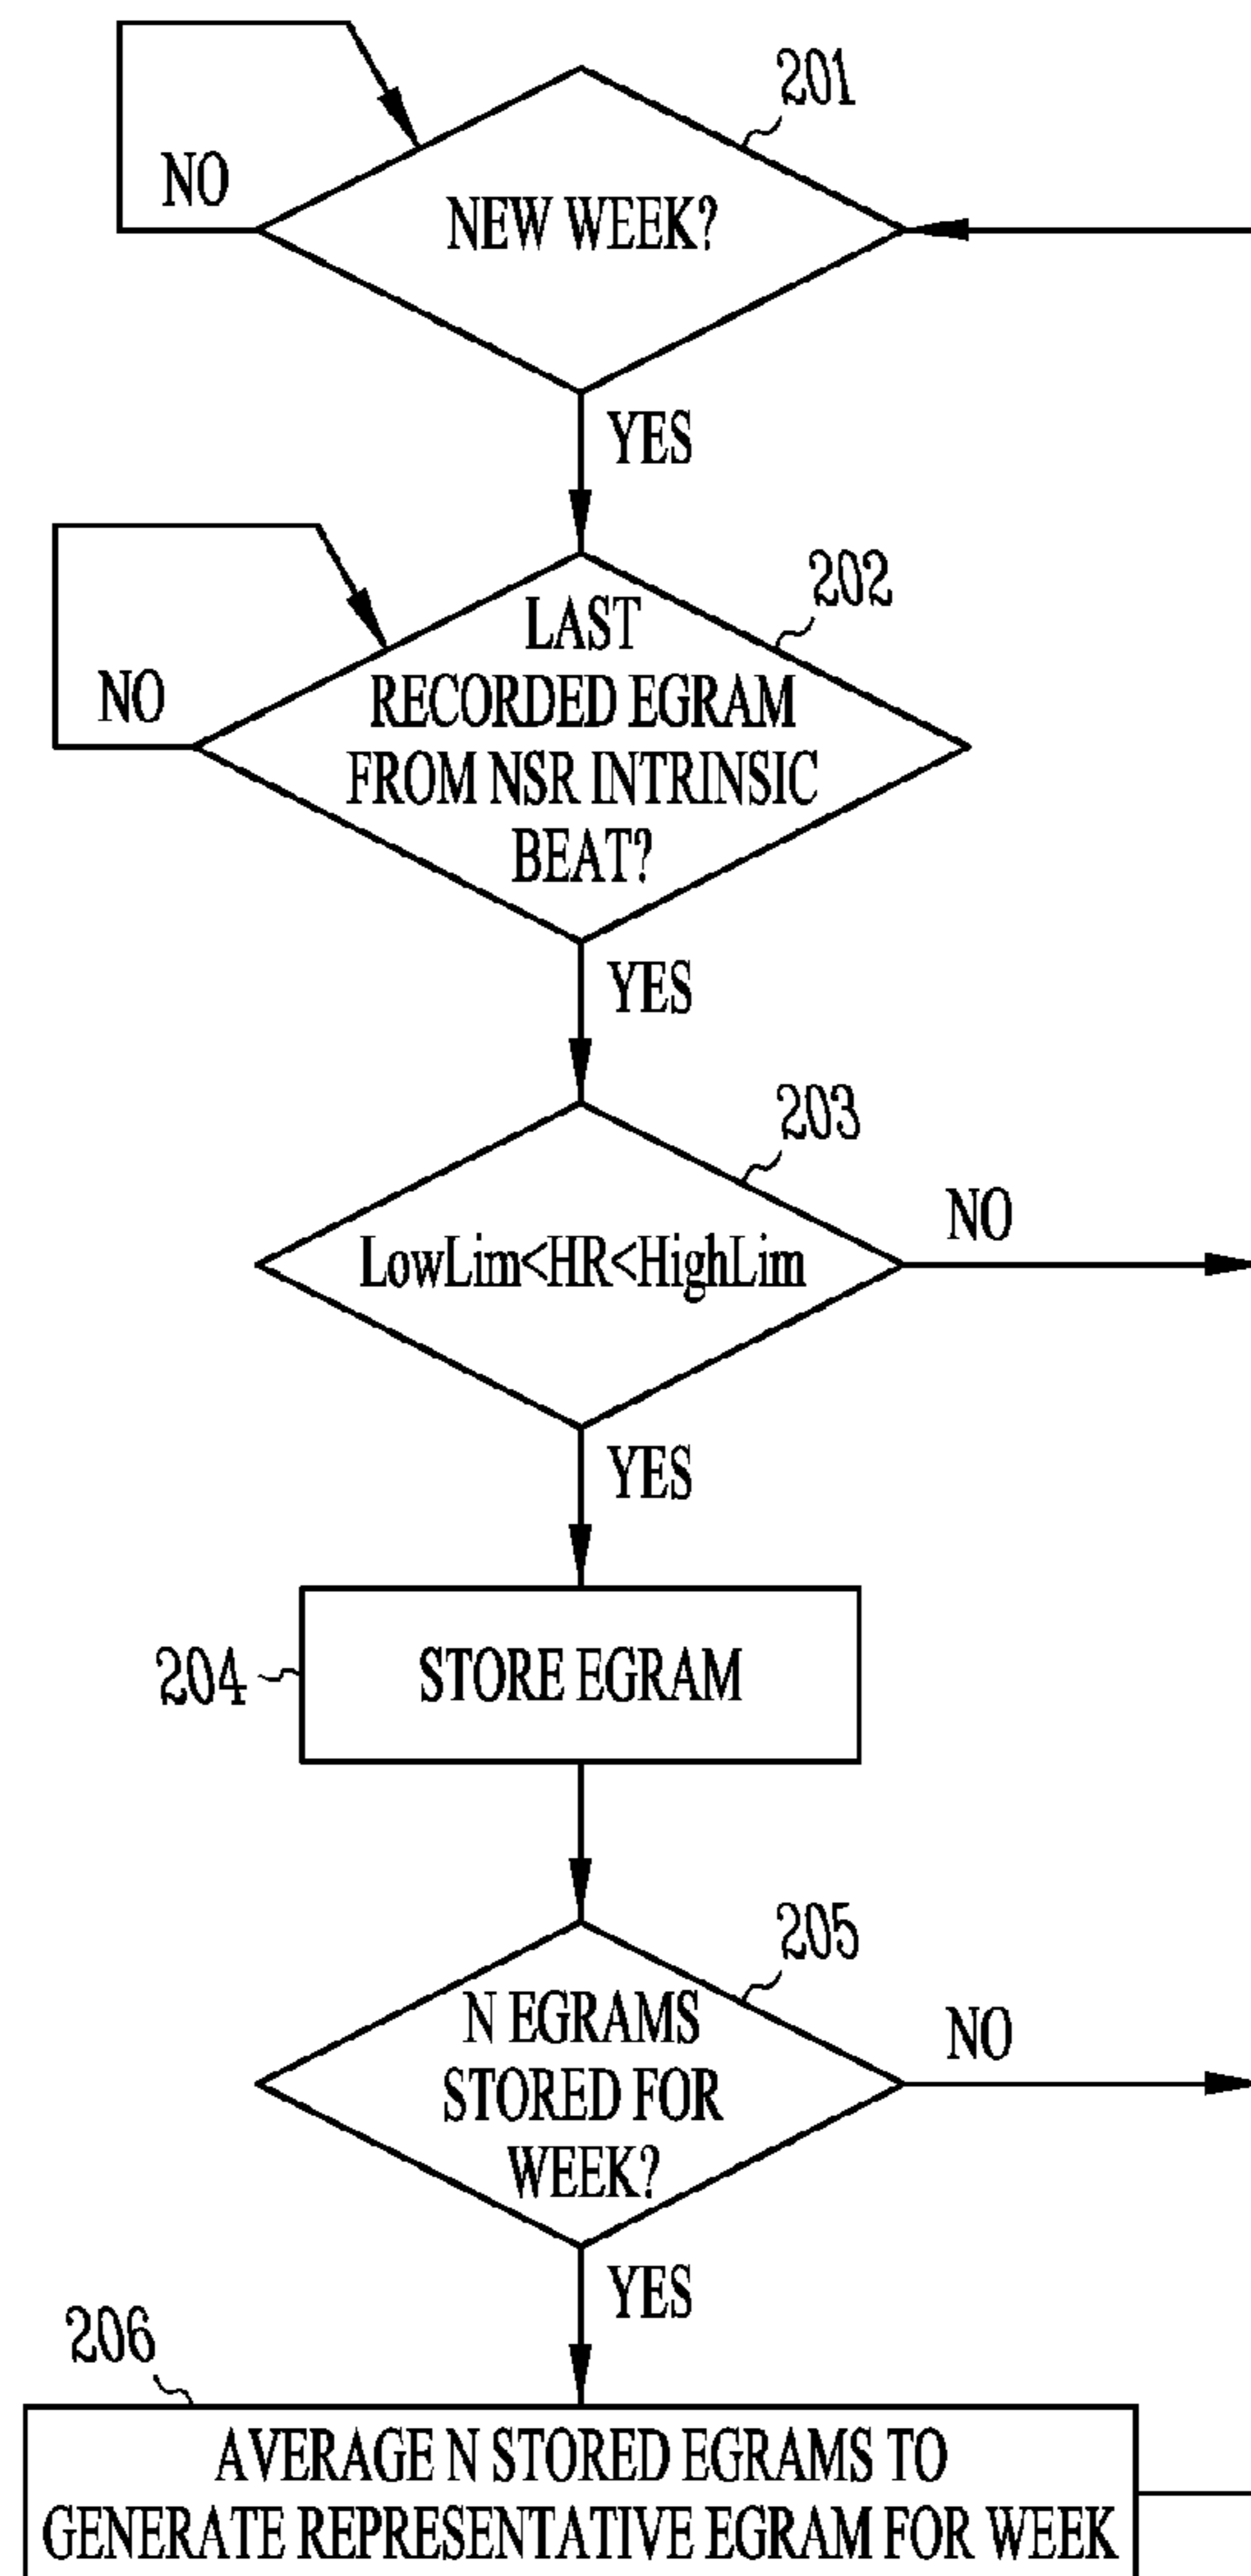 201
NO
NEW WEEK?
YES
202
LAST
RECORDED EGRAM
FROM NSR INTRINSIC
BEAT?
NO
YES
203
LowLim<HR<HighLim
NO
YES
204
STORE EGRAM
205
N EGRAMS
STORED FOR
WEEK?
NO
YES
206
AVERAGE N STORED EGRAMS TO
GENERATE REPRESENTATIVE EGRAM FOR WEEK